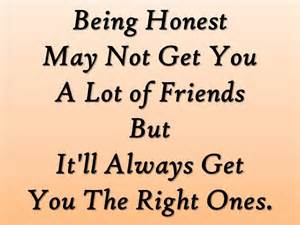 Being Honest
May Not Get You
A Lot of Friends
But
It'll Always Get
You The Right Ones.